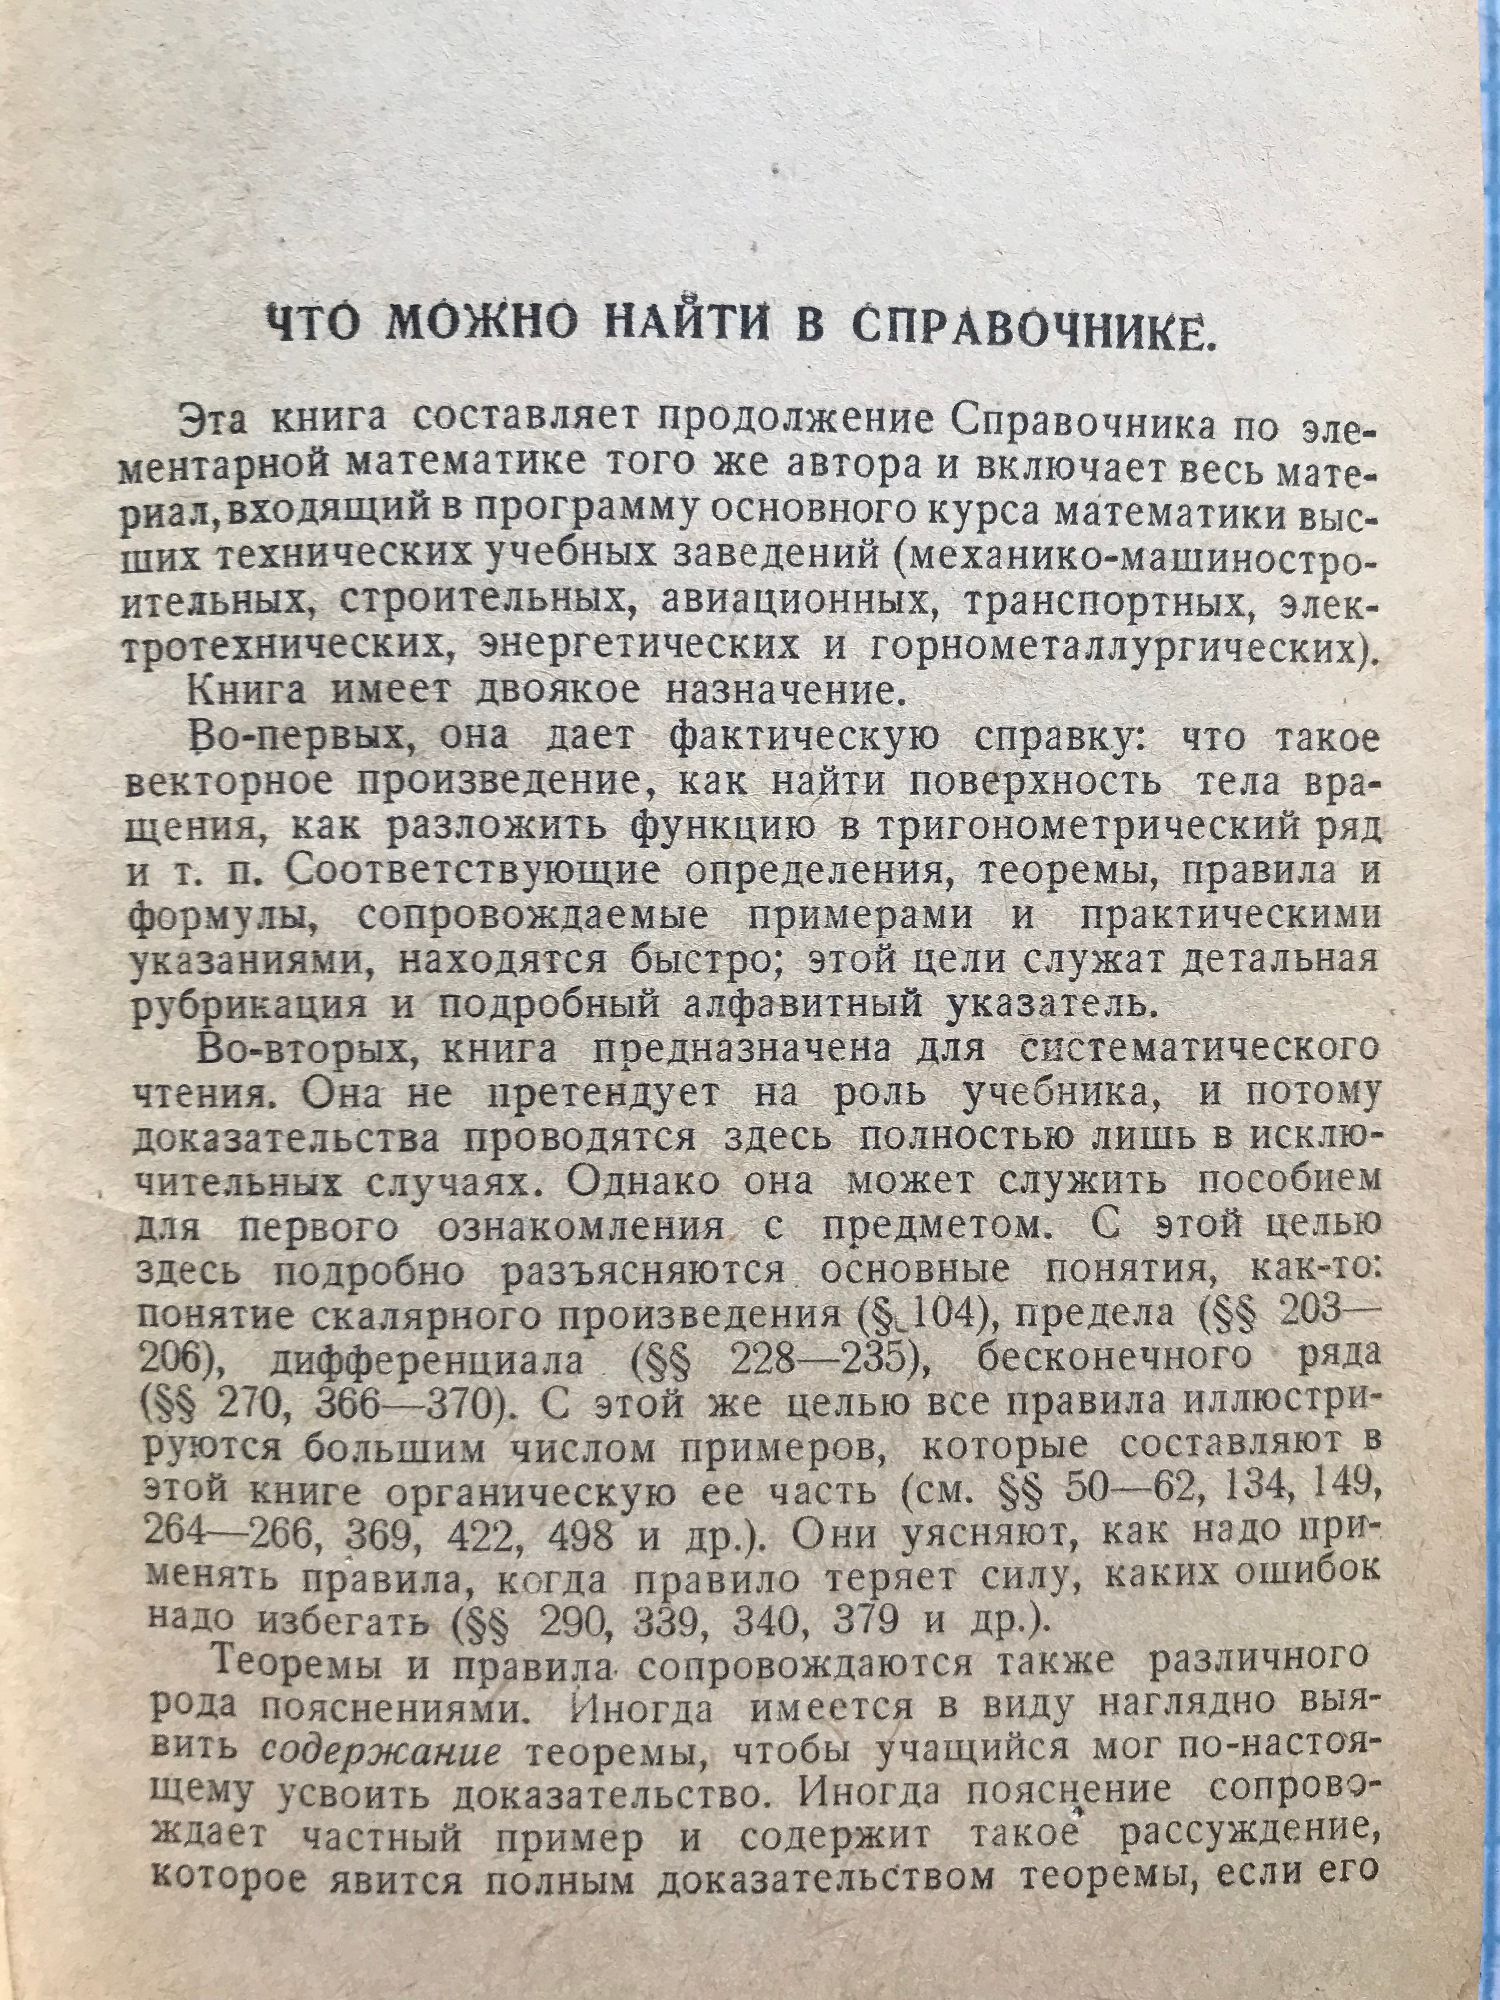 ЧТО МОЖНО НАЙТИ В СПРАВОЧНИКЕ.
Эта книга составляет продолжение Справочника по эле-
ментарной математике того же автора и включает весь мате-
риал, входящий в программу основного курса математики выс-
ших технических учебных заведений (механико-машиностро-
ительных, строительных, авиационных, транспортных, элек-
тротехнических, энергетических и горнометаллургических).
Книга имеет двоякое назначение.
Во-первых, она дает фактическую справку: что такое
векторное произведение, как найти поверхность тела вра-
щения, как разложить функцию в тригонометрический ряд
и т. п. Соответствующие определения, теоремы, правила и
формулы, сопровождаемые примерами и практическими
указаниями, находятся быстро; этой цели служат детальная
рубрикация и подробный алфавитный указатель.
Во-вторых, книга предназначена для систематического
чтения. Она не претендует на роль учебника, и потому
доказательства проводятся здесь полностью лишь в исклю-
чительных случаях. Однако она может служить пособием
для первого ознакомления с предметом. С этой целью
здесь подробно разъясняются основные понятия, как-то:
понятие скалярного произведения (§ 104), предела (§§ 203—
206), дифференциала (§§ 228—235), бесконечного ряда
(§§ 270, 366—370). С этой же целью все правила иллюстри-
руются большим числом примеров, которые составляют в
этой книге органическую ее часть (см. §§ 50—62, 134, 149,
264—266, 369, 422, 498 и др.). Они уясняют, как надо при-
менять правила, когда правило теряет силу, каких ошибок
надо избегать (§§ 290, 339, 340, 379 и др.).
Теоремы и правила сопровождаются также различного
рода пояснениями. Иногда имеется в виду наглядно выя-
вить содержание теоремы, чтобы учащийся мог по-настоя-
щему усвоить доказательство. Иногда пояснение сопрово-
ждает частный пример и содержит такое рассуждение,
которое явится полным доказательством теоремы, если его